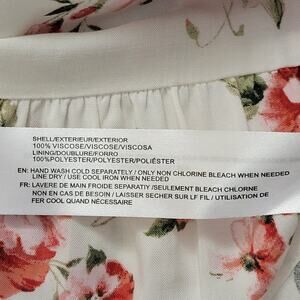 SHELL/EXTERIEUR/EXTERIOR
100% VISCOSE/VISCOSE/VISCOSA
LINING/DOUBLURE/FORRO
100%POLYESTER/POLYESTER/POLIÉSTER
EN: HAND WASH COLD SEPARATELY / ONLY NON CHLORINE BLEACH WHEN NEEDED
LINE DRY / USE COOL IRON WHEN NEEDED
FR: LAVERE DE MAIN FROIDE SEPARATIY /SEULEMENT BLEACH CHLORNE
NON EN CAS DE BESOIN / LAISSER SECHER SUR LF FIL / UTILISATION DE
FER COOL QUAND NÉCESSAIRE